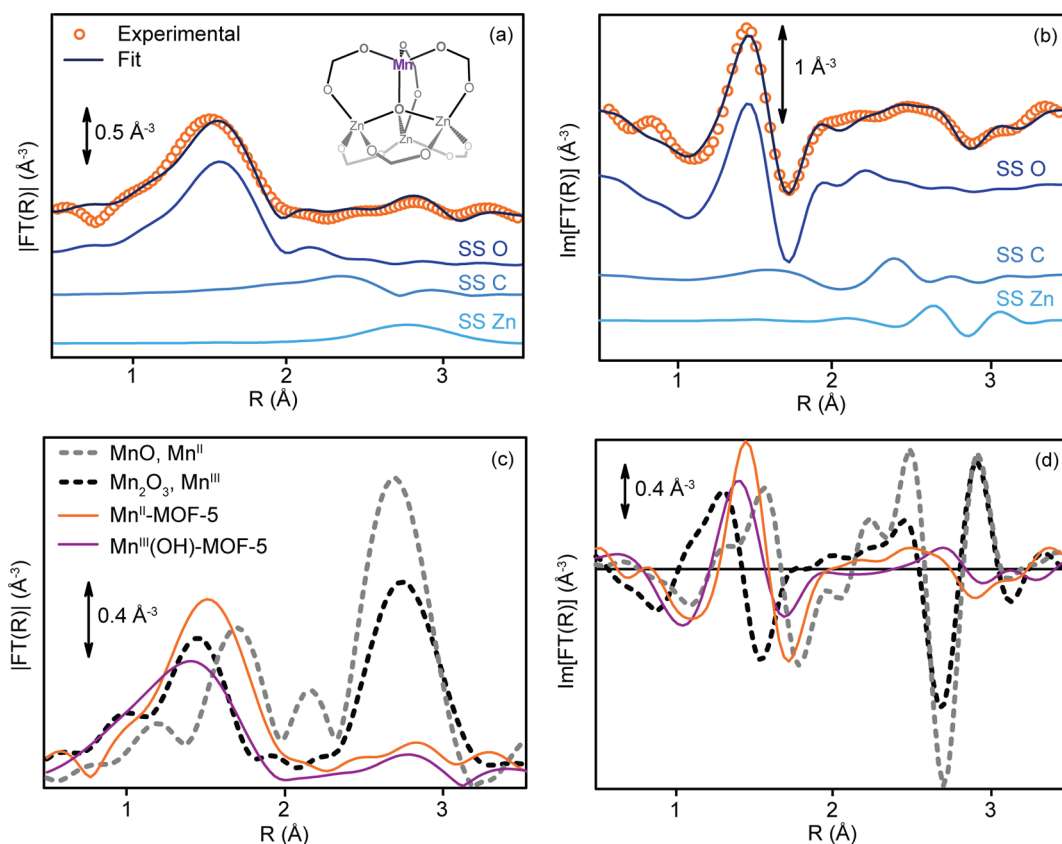 Experimental
Fit
(a)
0.5 Å⁻³
O
O
O
Mn
O
O
O
O
Zn
Zn
Zn
O
O
O
O
O
SS O
SS C
SS Zn
|FT(R)| (Å⁻³)
1
2
3
R (Å)
(b)
1 Å⁻³
SS O
SS C
SS Zn
Im[FT(R)] (Å⁻³)
1
2
3
R (Å)
MnO, Mnᴵᴵ
Mn₂O₃, Mnᴵᴵᴵ
Mnᴵᴵ-MOF-5
Mnᴵᴵᴵ(OH)-MOF-5
(c)
0.4 Å⁻³
|FT(R)| (Å⁻³)
1
2
3
R (Å)
(d)
0.4 Å⁻³
Im[FT(R)] (Å⁻³)
1
2
3
R (Å)